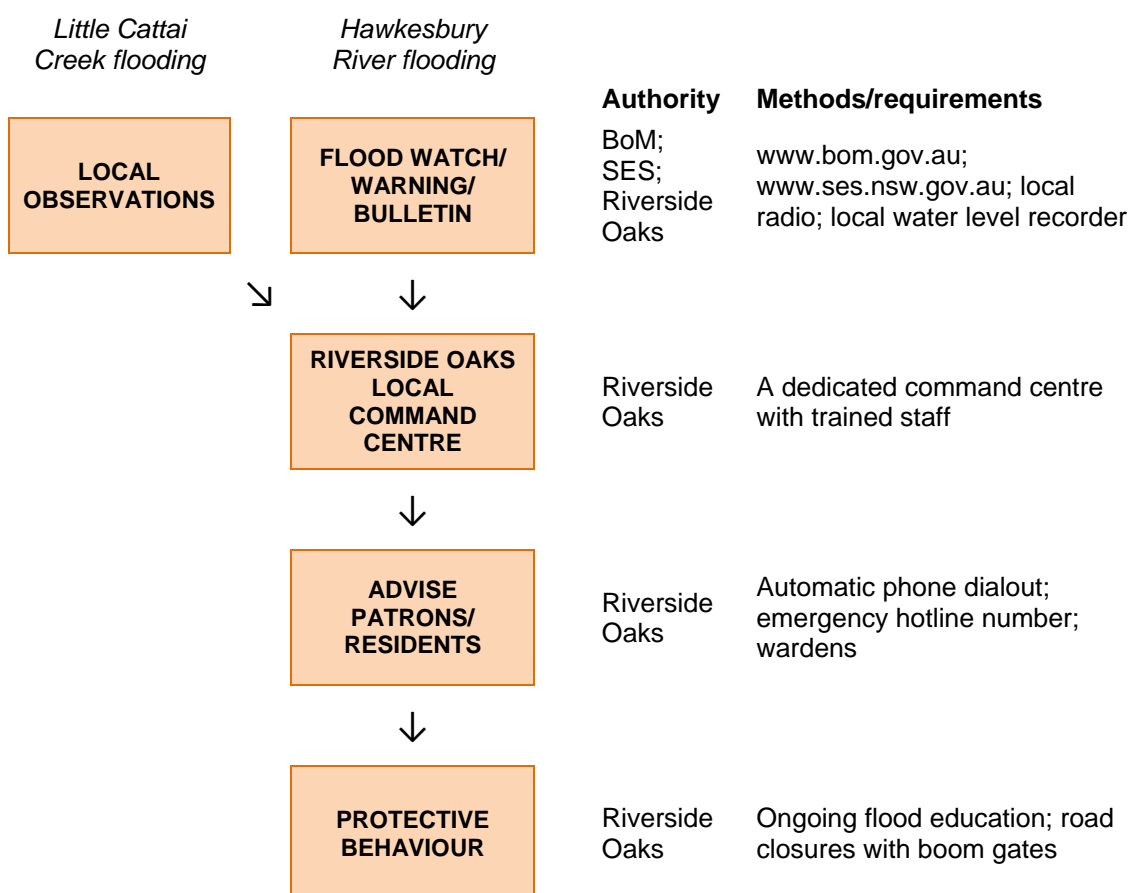 Little Cattai
Creek flooding
Hawkesbury
River flooding
Authority
Methods/requirements
LOCAL
OBSERVATIONS
FLOOD WATCH/
WARNING/
BULLETIN
BoM;
SES;
Riverside
Oaks
www.bom.gov.au;
www.ses.nsw.gov.au; local
radio; local water level recorder
RIVERSIDE OAKS
LOCAL
COMMAND
CENTRE
Riverside
Oaks
A dedicated command centre
with trained staff
ADVISE
PATRONS/
RESIDENTS
Riverside
Oaks
Automatic phone dialout;
emergency hotline number;
wardens
PROTECTIVE
BEHAVIOUR
Riverside
Oaks
Ongoing flood education; road
closures with boom gates